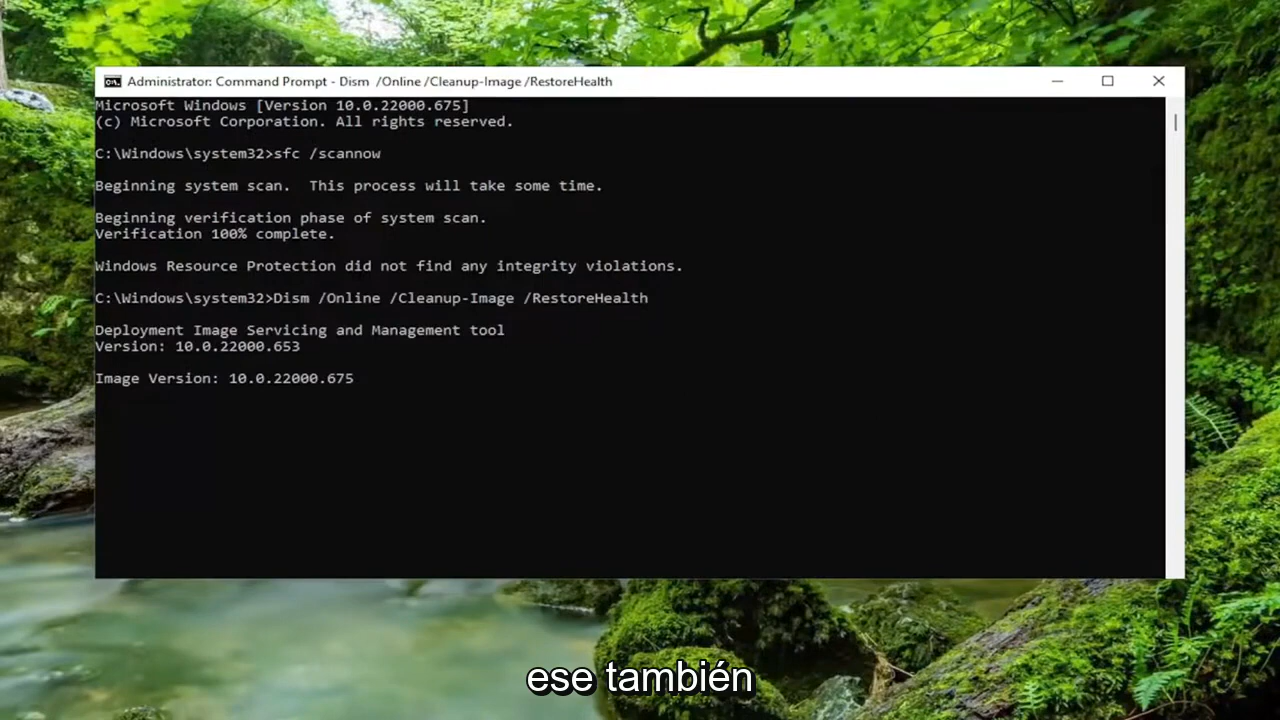 Administrator: Command Prompt - Dism  /Online /Cleanup-Image /RestoreHealth
Microsoft Windows [Version 10.0.22000.675]
(c) Microsoft Corporation. All rights reserved.
C:\Windows\system32>sfc /scannow
Beginning system scan.  This process will take some time.
Beginning verification phase of system scan.
Verification 100% complete.
Windows Resource Protection did not find any integrity violations.
C:\Windows\system32>Dism /Online /Cleanup-Image /RestoreHealth
Deployment Image Servicing and Management tool
Version: 10.0.22000.653
Image Version: 10.0.22000.675
ese también